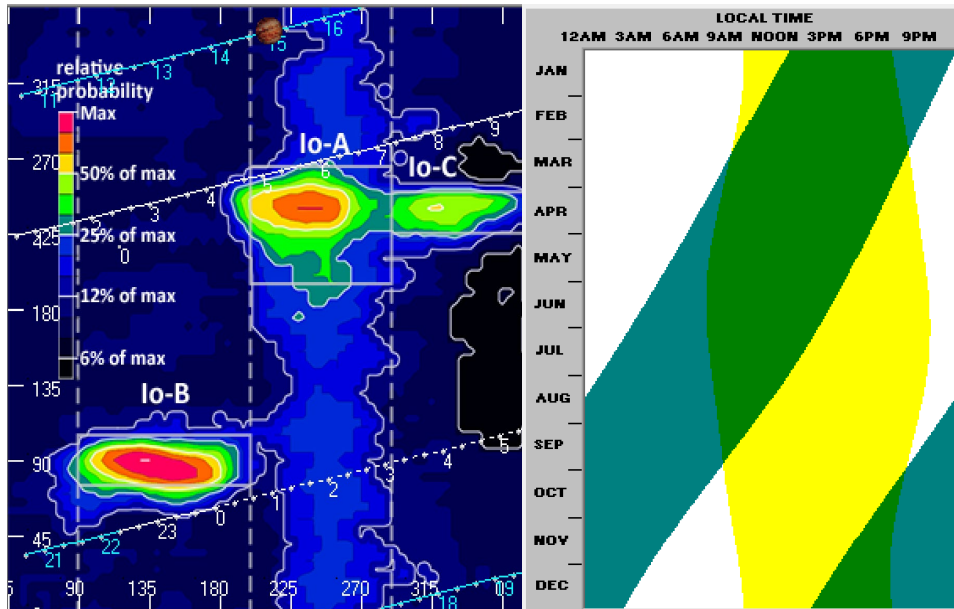 16
15
14
13
12
11
315
relative
probability
Max
9
8
7
6
5
4
3
2
0
Io-A
Io-C
270
50% of max
225
25% of max
12% of max
180
6% of max
135
Io-B
90
5
4
3
2
1
0
23
22
21
45
90 135 180 225 270 315
18
09
LOCAL TIME
12AM 3AM 6AM 9AM NOON 3PM 6PM 9PM
JAN
FEB
MAR
APR
MAY
JUN
JUL
AUG
SEP
OCT
NOV
DEC